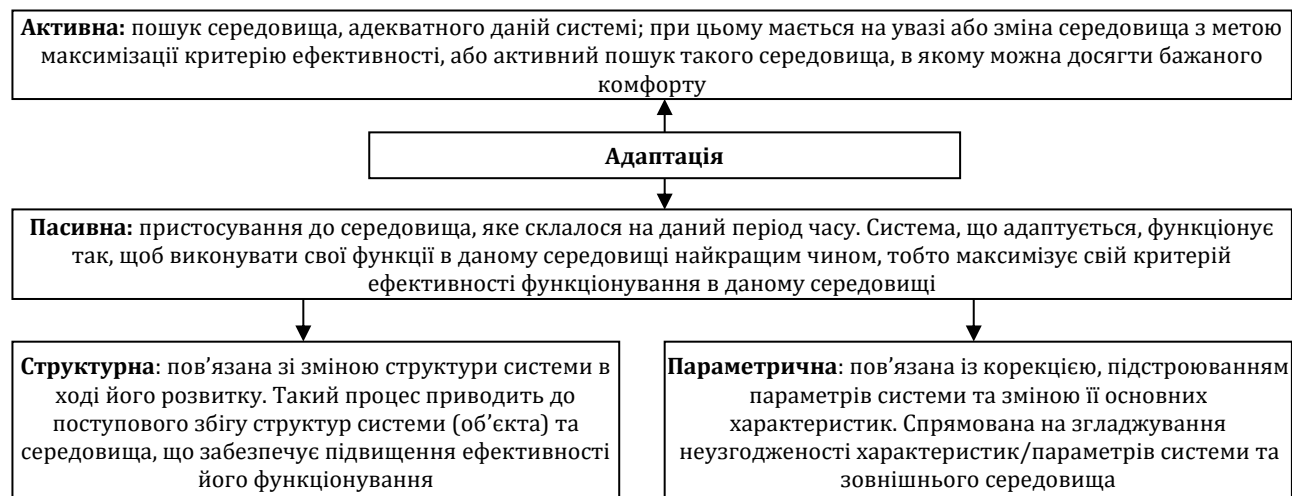 Активна: пошук середовища, адекватного даній системі; при цьому мається на увазі або зміна середовища з метою
максимізації критерію ефективності, або активний пошук такого середовища, в якому можна досягти бажаного
комфорту
Адаптація
Пасивна: пристосування до середовища, яке склалося на даний період часу. Система, що адаптується, функціонує
так, щоб виконувати свої функції в даному середовищі найкращим чином, тобто максимізує свій критерій
ефективності функціонування в даному середовищі
Структурна: пов’язана зі зміною структури системи в
ході його розвитку. Такий процес приводить до
поступового збігу структур системи (об’єкта) та
середовища, що забезпечує підвищення ефективності
його функціонування
Параметрична: пов’язана із корекцією, підстроюванням
параметрів системи та зміною її основних
характеристик. Спрямована на згладжування
неузгодженості характеристик/параметрів системи та
зовнішнього середовища